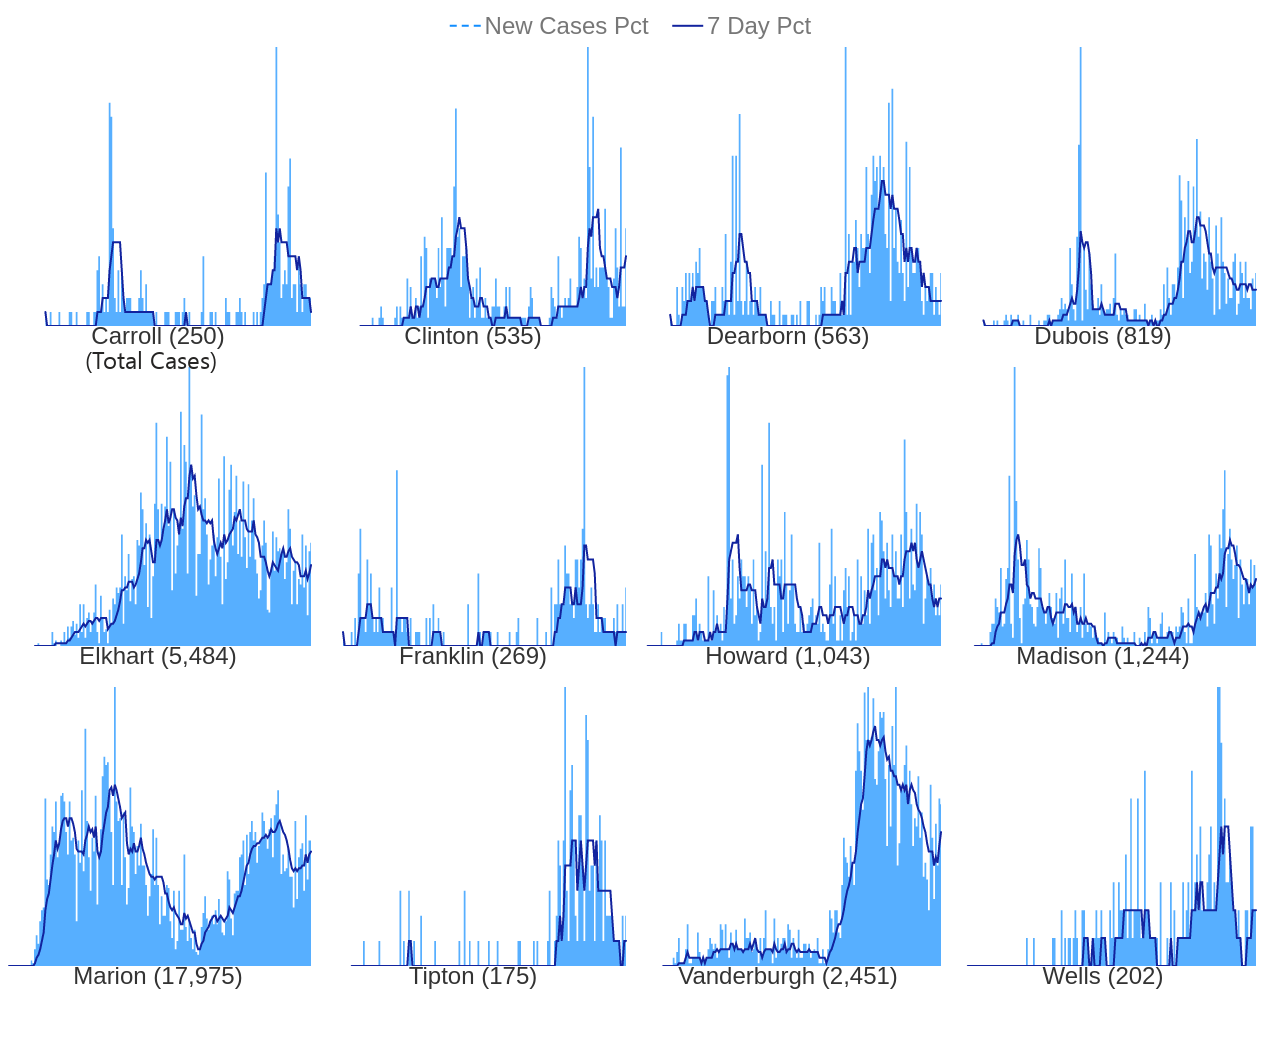 New Cases Pct 7 Day Pct
Carroll (250) Clinton (535) Dearborn (563) Dubois (819)
(Total Cases)
Elkhart (5,484) Franklin (269) Howard (1,043) Madison (1,244)
Marion (17,975) Tipton (175) Vanderburgh (2,451) Wells (202)